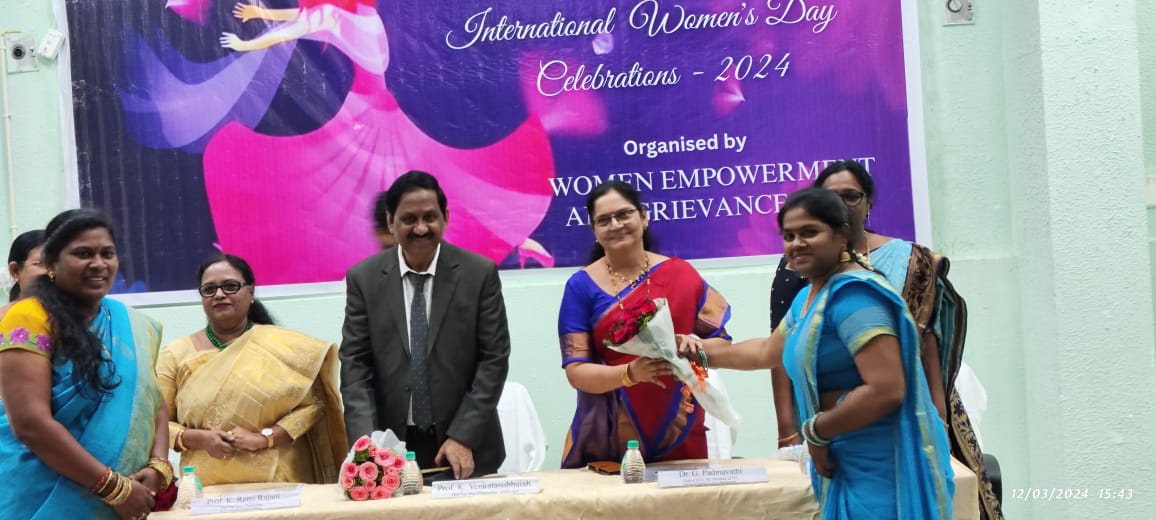 International Women's Day
Celebrations - 2024
Organised by
WOMEN EMPOWERMENT
GRIEVANCE
Prof. K. Renu Rajani
Prof. K. Venkatasubbaiah
Dr. G. Padmavathi
12/03/2024 15:43